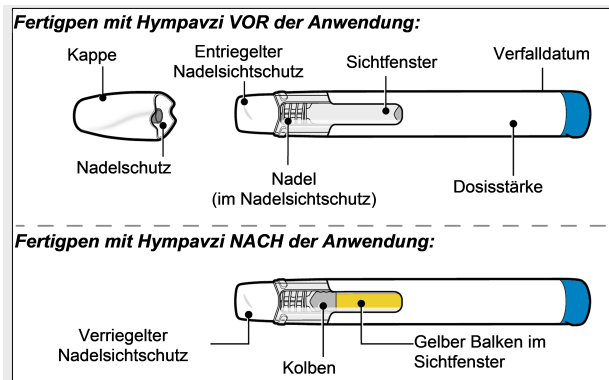 Fertigpen mit Hympavzi VOR der Anwendung:
Kappe
Entriegelter
Nadelsichtschutz
Sichtfenster
Verfalldatum
Nadelschutz
Nadel
(im Nadelsichtschutz)
Dosisstärke
Fertigpen mit Hympavzi NACH der Anwendung:
Verriegelter
Nadelsichtschutz
Kolben
Gelber Balken im
Sichtfenster